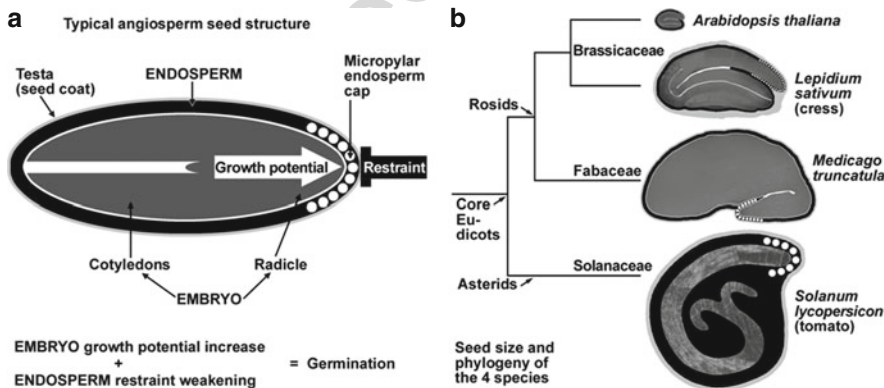 a
Typical angiosperm seed structure
Testa
(seed coat)
ENDOSPERM
Micropylar
endosperm
cap
Growth potential
Restraint
Cotyledons
Radicle
EMBRYO
EMBRYO growth potential increase
+
ENDOSPERM restraint weakening
= Germination
b
Arabidopsis thaliana
Brassicaceae
Lepidium
sativum
(cress)
Rosids
Fabaceae
Medicago
truncatula
Core
Eu-
dicots
Solanaceae
Asterids
Solanum
lycopersicon
(tomato)
Seed size and
phylogeny of
the 4 species